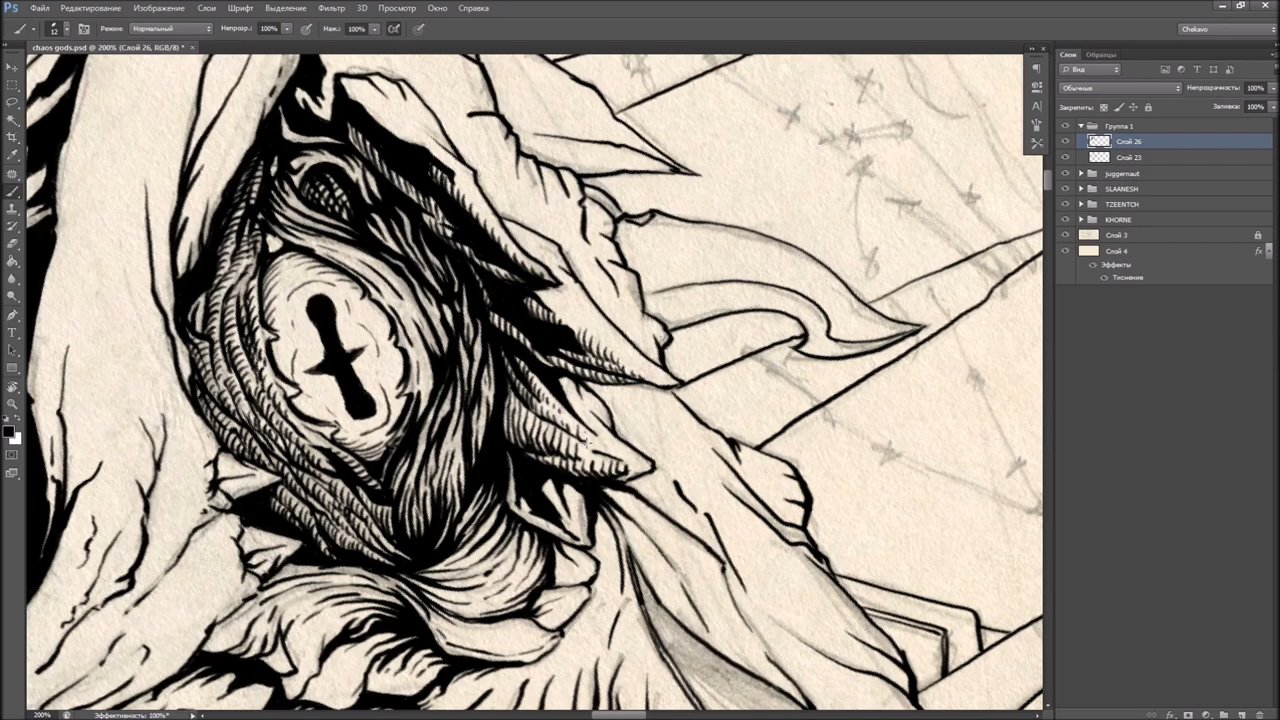 Ps Файл Редактирование Изображение Слои Шрифт Выделение Фильтр 3D Просмотр Окно Справка
12 Режим: Нормальный Непрозр.: 100% Наж.: 100% Chekavo
chaos gods.psd @ 200% (Слой 26, RGB/8) * ×
Слои Образцы
Вид
Обычные Непрозрачность: 100%
Закрепить: Заливка: 100%
Группа 1
Слой 26
Слой 23
juggernaut
SLAANESH
TZEENTCH
KHORNE
Слой 3
Слой 4 fx
Эффекты
Тиснение
200% Эффективность: 100%*